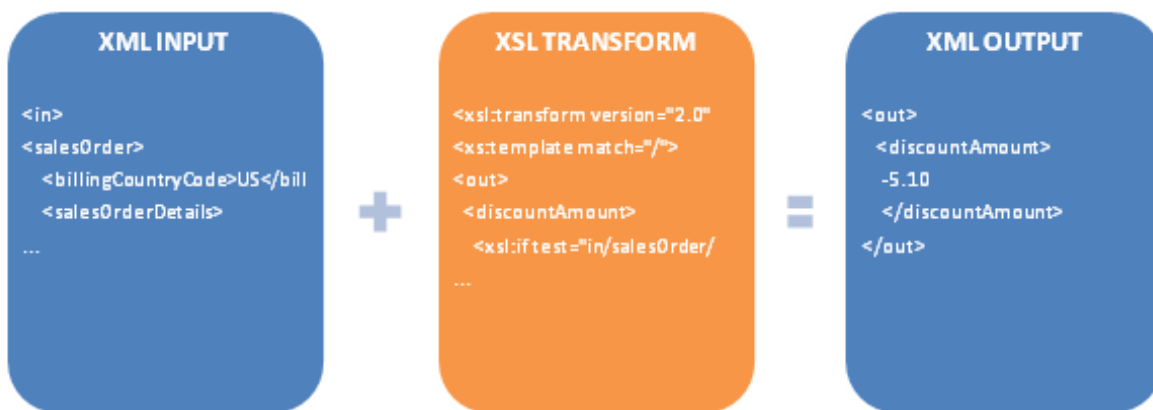 XML INPUT
<in>
<salesOrder>
<billingCountryCode>US</bill
<salesOrderDetails>
...
+
XSL TRANSFORM
<xsl:transform version="2.0"
<xs:template match="/">
<out>
<discountAmount>
<xsl:if test="in/salesOrder/
...
=
XML OUTPUT
<out>
<discountAmount>
-5.10
</discountAmount>
</out>